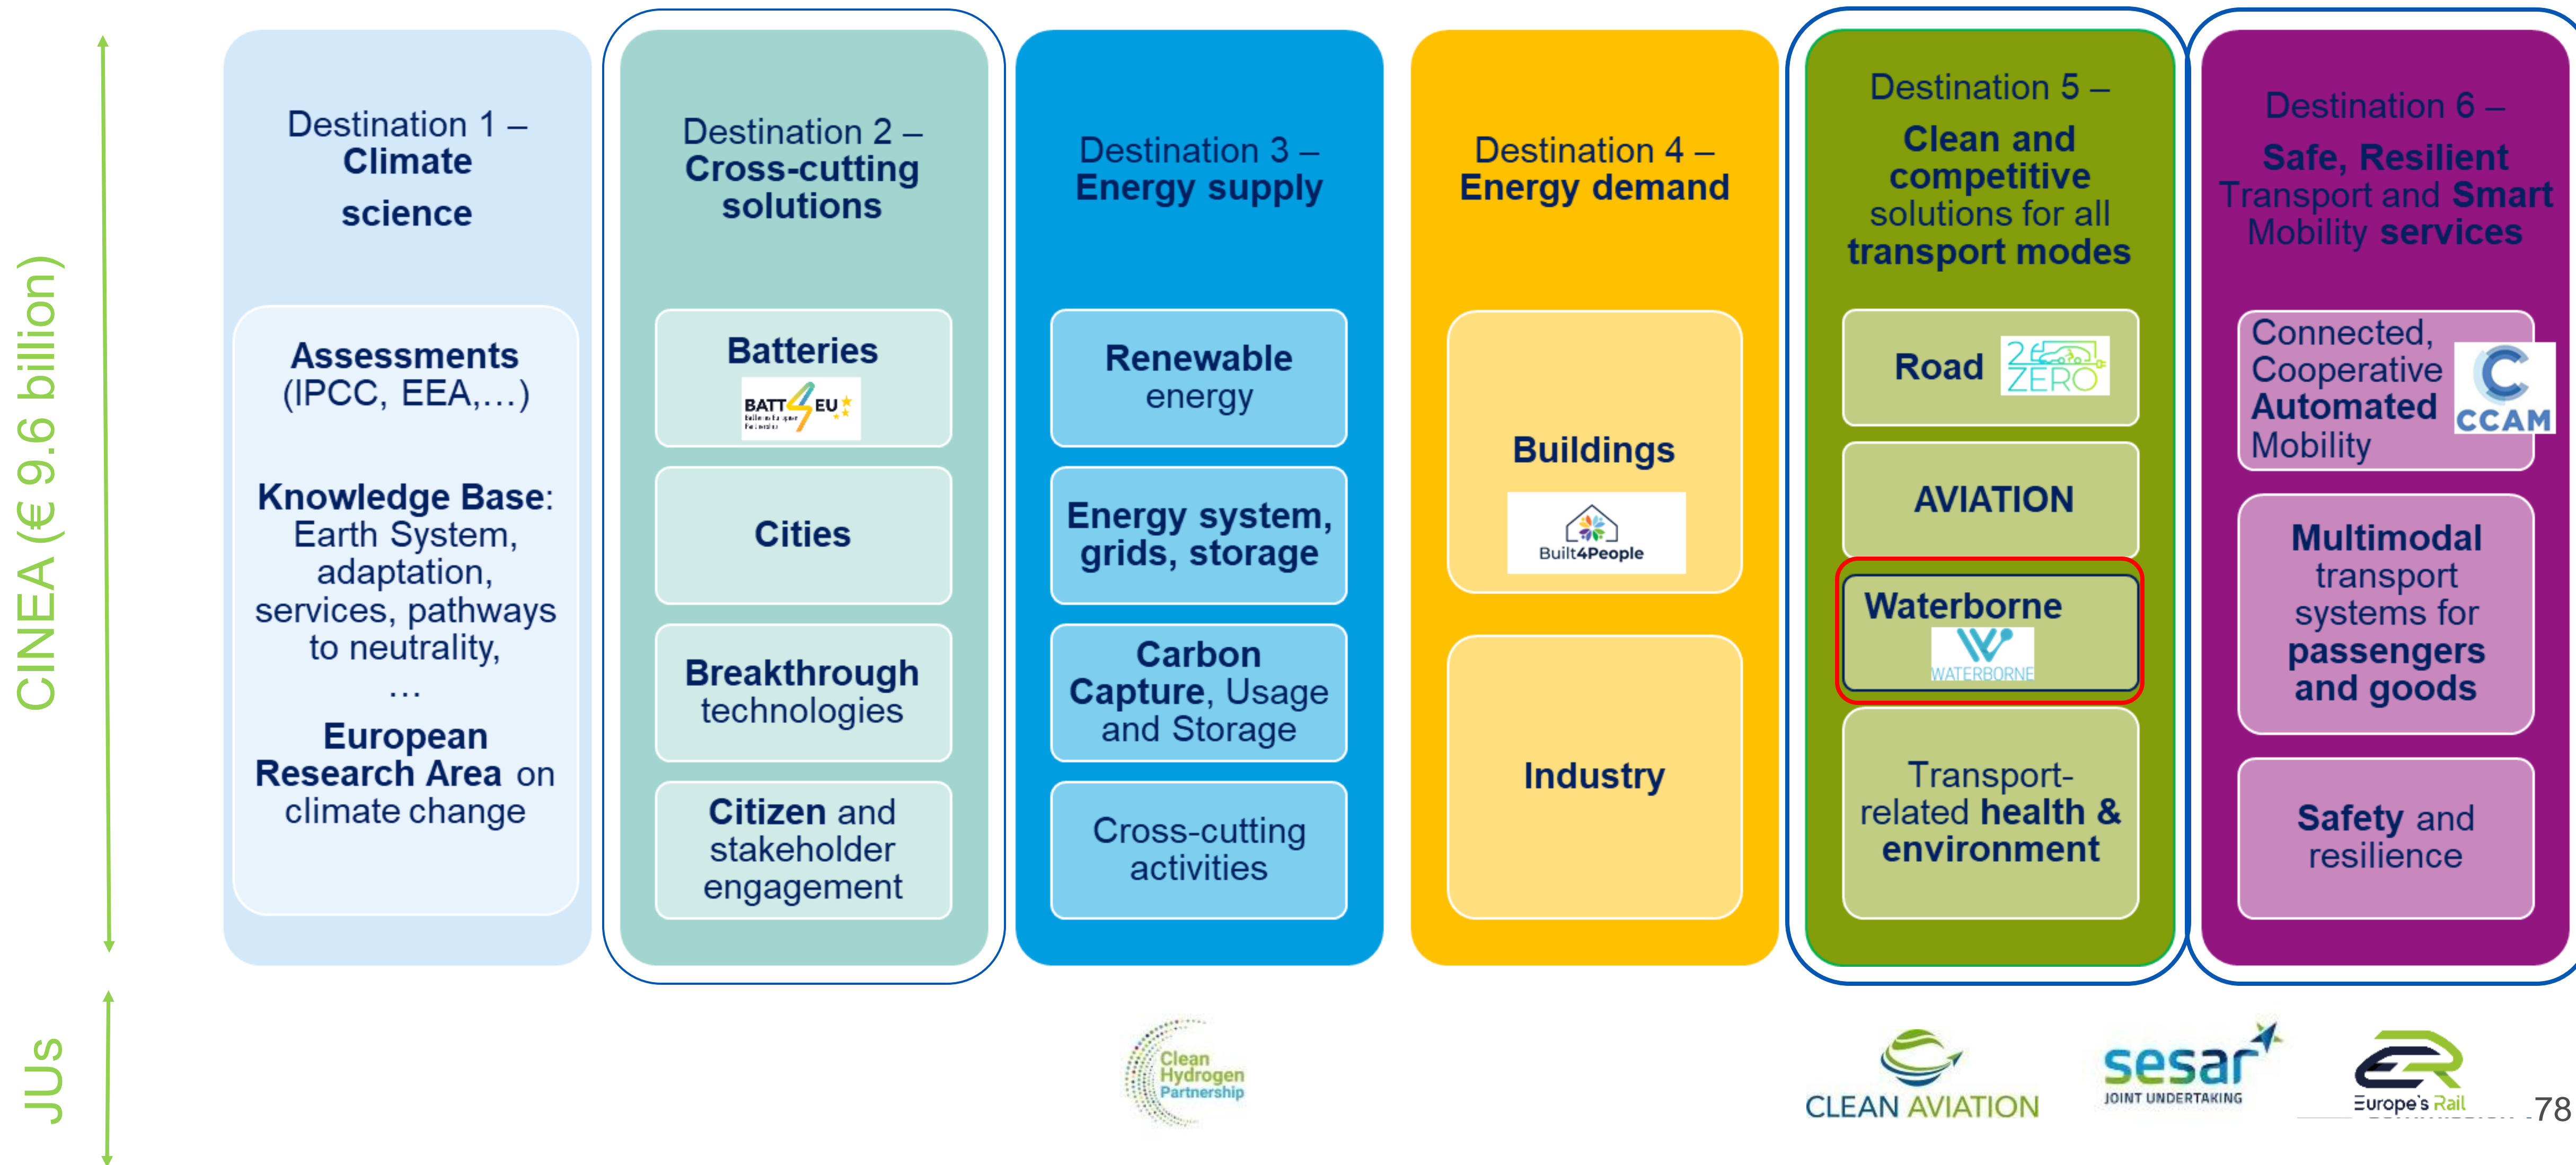 CINEA (€ 9.6 billion)
JUs
Destination 1 –
Climate
science
Assessments
(IPCC, EEA,…)
Knowledge Base:
Earth System,
adaptation,
services, pathways
to neutrality,
…
European
Research Area on
climate change
Destination 2 –
Cross-cutting
solutions
Batteries
BATT4EU
Cities
Breakthrough
technologies
Citizen and
stakeholder
engagement
Destination 3 –
Energy supply
Renewable
energy
Energy system,
grids, storage
Carbon
Capture, Usage
and Storage
Cross-cutting
activities
Destination 4 –
Energy demand
Buildings
Built4People
Industry
Destination 5 –
Clean and
competitive
solutions for all
transport modes
Road
2ZERO
AVIATION
Waterborne
WATERBORNE
Transport-
related health &
environment
Destination 6 –
Safe, Resilient
Transport and Smart
Mobility services
Connected,
Cooperative
Automated
Mobility
CCAM
Multimodal
transport
systems for
passengers
and goods
Safety and
resilience
Clean
Hydrogen
Partnership
CLEAN AVIATION
sesar
JOINT UNDERTAKING
Europe's Rail
78